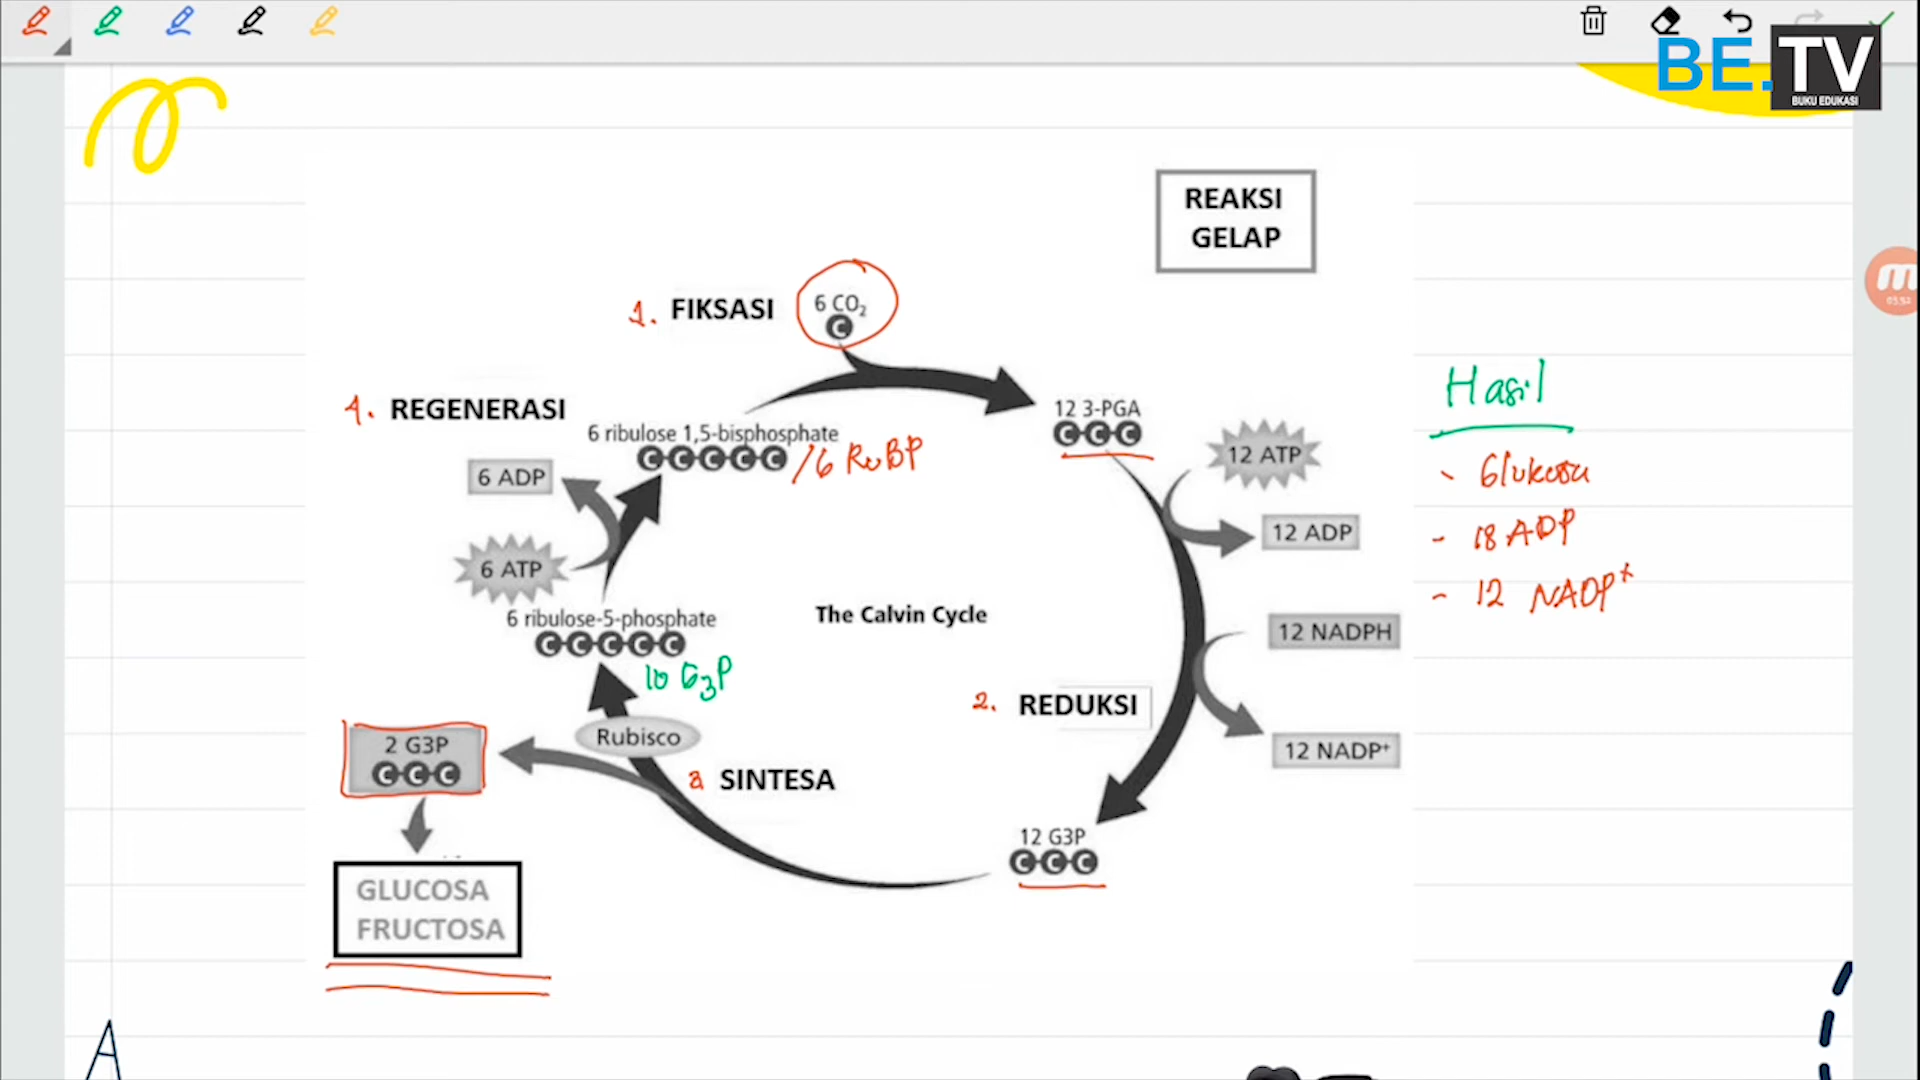 BE.TV
BUKU EDUKASI
REAKSI
GELAP
05:52
1. FIKSASI
6 CO₂
C
4. REGENERASI
6 ribulose 1,5-bisphosphate
C C C C C / 6 RuBP
12 3-PGA
C C C
12 ATP
12 ADP
6 ADP
6 ATP
6 ribulose-5-phosphate
C C C C C
10 G3P
The Calvin Cycle
12 NADPH
2. REDUKSI
12 NADP⁺
Rubisco
2 G3P
C C C
3 SINTESA
12 G3P
C C C
GLUCOSA
FRUCTOSA
Hasil
- Glukosa
- 18 ADP
- 12 NADP⁺
A